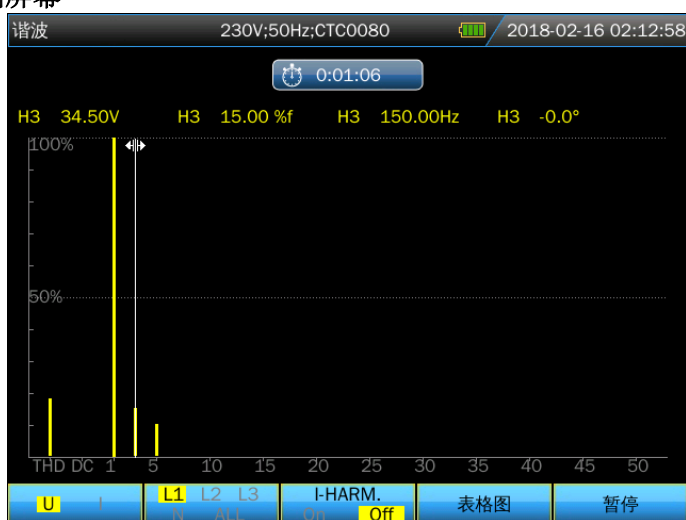 谐波 230V;50Hz;CTC0080 2018-02-16 02:12:58
0:01:06
H3 34.50V H3 15.00 %f H3 150.00Hz H3 -0.0°
100%
50%
THD DC 1 5 10 15 20 25 30 35 40 45 50
U I L1 L2 L3 I-HARM. 表格图 暂停
N ALL On Off